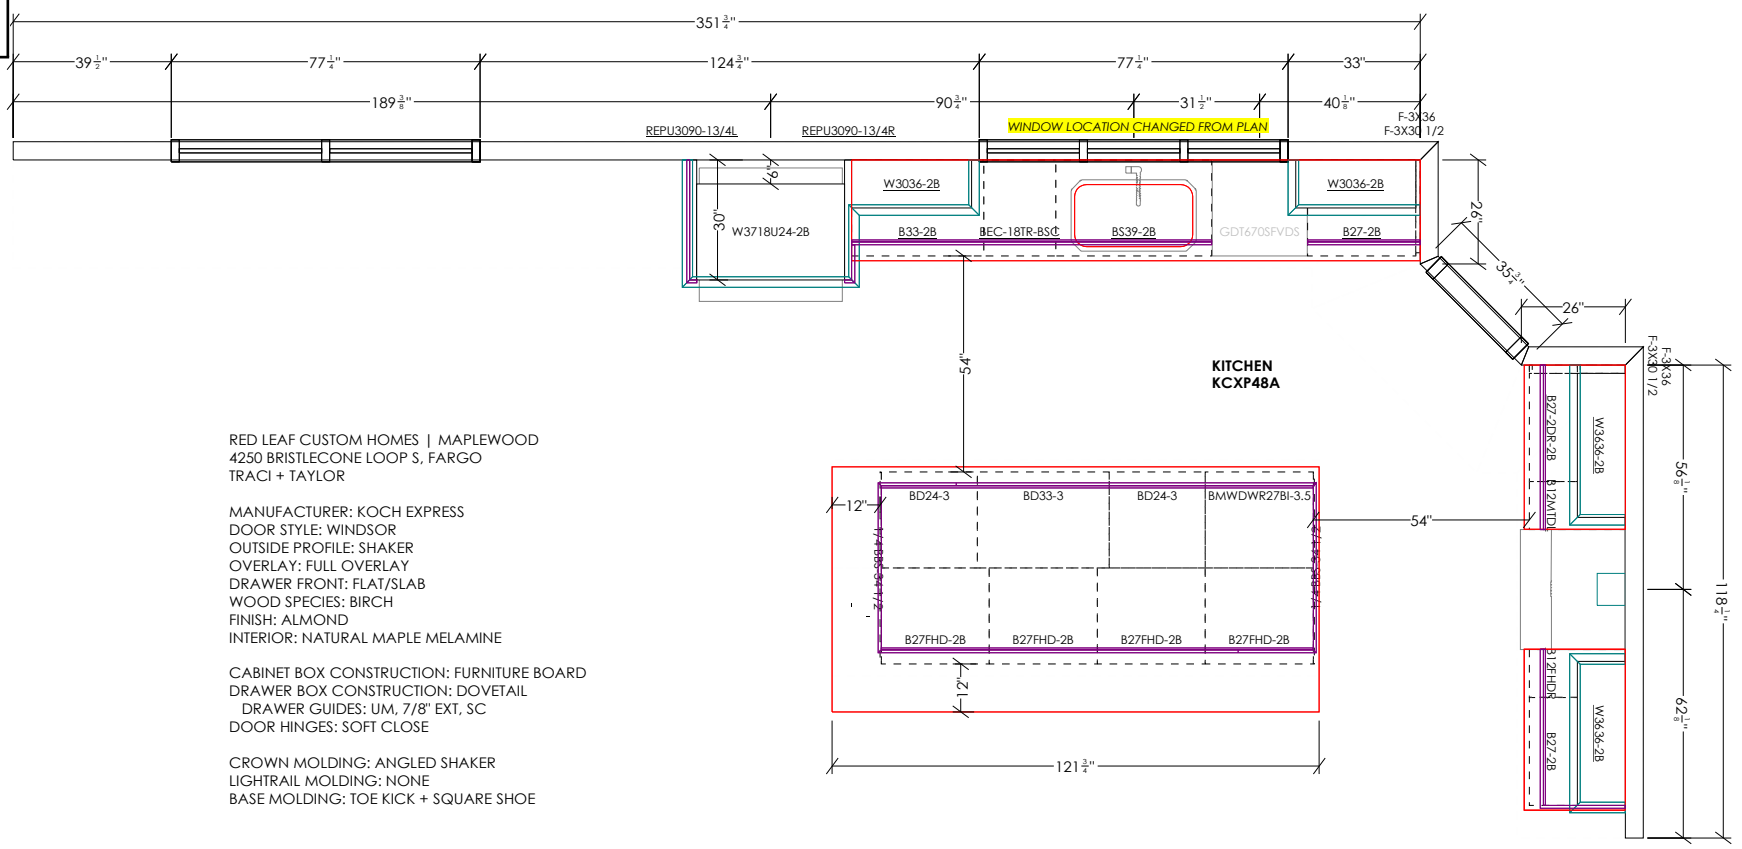 351 3/4"
39 1/2"
77 1/4"
124 3/4"
77 1/4"
33"
189 3/8"
90 3/4"
31 1/2"
40 1/8"
F-3X36
F-3X30 1/2
REPU3090-13/4L
REPU3090-13/4R
WINDOW LOCATION CHANGED FROM PLAN
6"
30"
W3718U24-2B
W3036-2B
W3036-2B
B33-2B
BEC-18TR-BSC
BS39-2B
GDT670SFVDS
B27-2B
26"
35 3/4"
26"
F-3X36
F-3X30 1/2
54"
KITCHEN
KCXP48A
B27-2DR-2B
W3636-2B
56 1/8"
118 1/4"
RED LEAF CUSTOM HOMES | MAPLEWOOD
4250 BRISTLECONE LOOP S, FARGO
TRACI + TAYLOR
MANUFACTURER: KOCH EXPRESS
DOOR STYLE: WINDSOR
OUTSIDE PROFILE: SHAKER
OVERLAY: FULL OVERLAY
DRAWER FRONT: FLAT/SLAB
WOOD SPECIES: BIRCH
FINISH: ALMOND
INTERIOR: NATURAL MAPLE MELAMINE
CABINET BOX CONSTRUCTION: FURNITURE BOARD
DRAWER BOX CONSTRUCTION: DOVETAIL
DRAWER GUIDES: UM, 7/8" EXT, SC
DOOR HINGES: SOFT CLOSE
CROWN MOLDING: ANGLED SHAKER
LIGHTRAIL MOLDING: NONE
BASE MOLDING: TOE KICK + SQUARE SHOE
12"
BD24-3
BD33-3
BD24-3
BMWDWR27BI-3.5
54"
B27FHD-2B
B27FHD-2B
B27FHD-2B
B27FHD-2B
12"
121 3/4"
B12FHDR
B27-2B
W3636-2B
62 1/8"